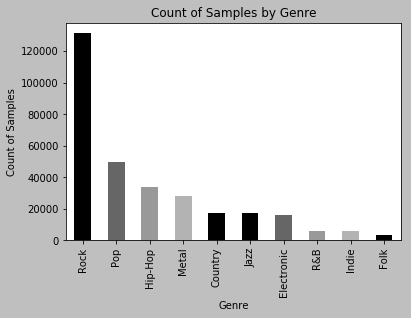 Count of Samples by Genre
Count of Samples
120000
100000
80000
60000
40000
20000
0
Rock
Pop
Hip-Hop
Metal
Country
Jazz
Electronic
R&B
Indie
Folk
Genre